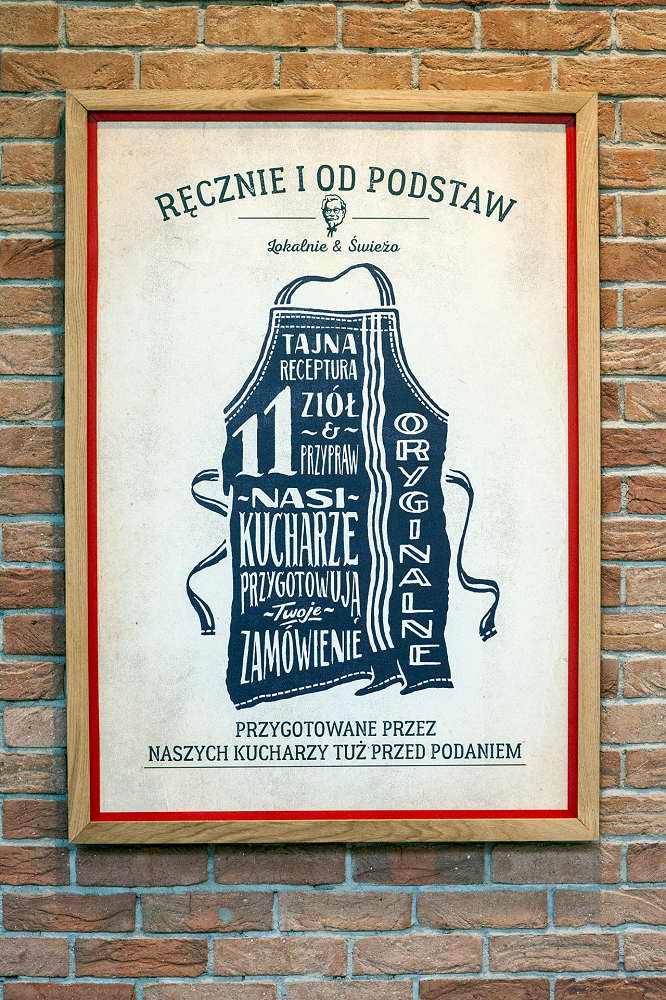 RĘCZNIE I OD PODSTAW
Lokalnie & Świeżo
TAJNA
RECEPTURA
11 ZIÓŁ
~&~
PRZYPRAW
~NASI~
KUCHARZE
PRZYGOTOWUJĄ
~Twoje~
ZAMÓWIENIE
ORYGINALNE
PRZYGOTOWANE PRZEZ
NASZYCH KUCHARZY TUŻ PRZED PODANIEM